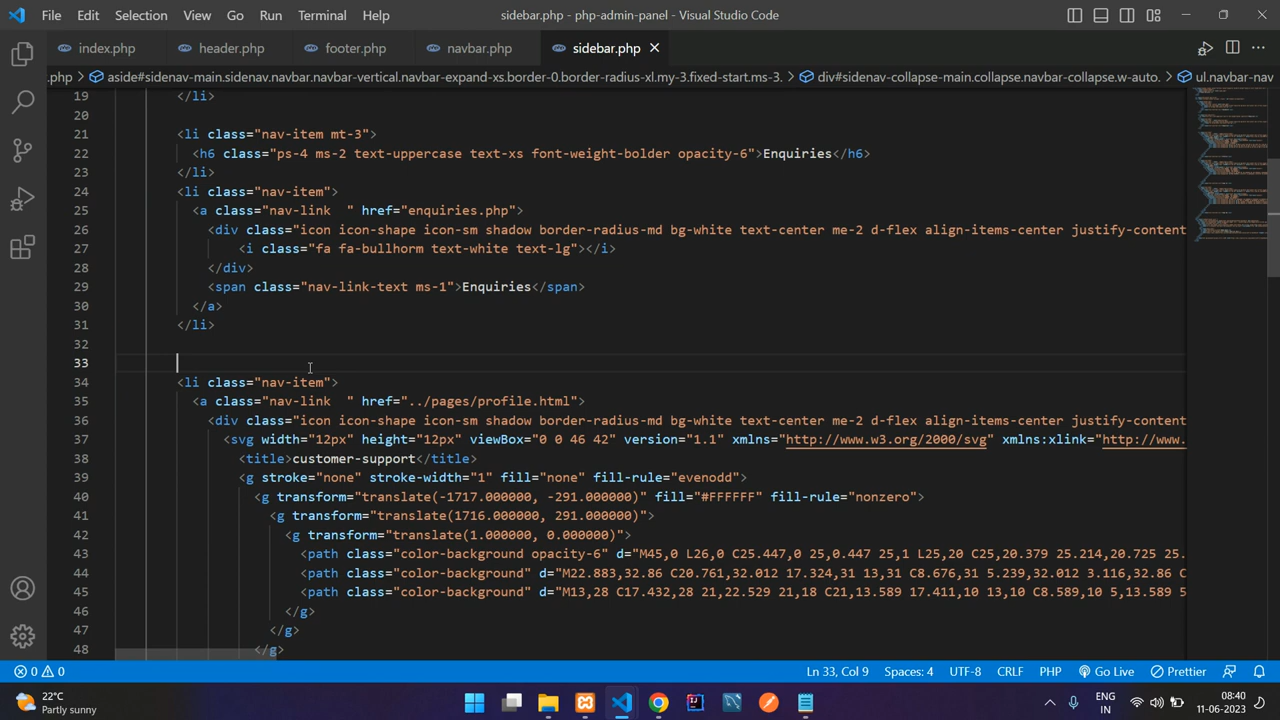 File Edit Selection View Go Run Terminal Help
sidebar.php - php-admin-panel - Visual Studio Code
index.php header.php footer.php navbar.php sidebar.php
.php > aside#sidenav-main.sidenav.navbar.navbar-vertical.navbar-expand-xs.border-0.border-radius-xl.my-3.fixed-start.ms-3. > div#sidenav-collapse-main.collapse.navbar-collapse.w-auto. > ul.navbar-nav
19 </li>
20
21 <li class="nav-item mt-3">
22 <h6 class="ps-4 ms-2 text-uppercase text-xs font-weight-bolder opacity-6">Enquiries</h6>
23 </li>
24 <li class="nav-item">
25 <a class="nav-link  " href="enquiries.php">
26 <div class="icon icon-shape icon-sm shadow border-radius-md bg-white text-center me-2 d-flex align-items-center justify-content
27 <i class="fa fa-bullhorm text-white text-lg"></i>
28 </div>
29 <span class="nav-link-text ms-1">Enquiries</span>
30 </a>
31 </li>
32
33
34 <li class="nav-item">
35 <a class="nav-link  " href="../pages/profile.html">
36 <div class="icon icon-shape icon-sm shadow border-radius-md bg-white text-center me-2 d-flex align-items-center justify-content
37 <svg width="12px" height="12px" viewBox="0 0 46 42" version="1.1" xmlns="http://www.w3.org/2000/svg" xmlns:xlink="http://www.
38 <title>customer-support</title>
39 <g stroke="none" stroke-width="1" fill="none" fill-rule="evenodd">
40 <g transform="translate(-1717.000000, -291.000000)" fill="#FFFFFF" fill-rule="nonzero">
41 <g transform="translate(1716.000000, 291.000000)">
42 <g transform="translate(1.000000, 0.000000)">
43 <path class="color-background opacity-6" d="M45,0 L26,0 C25.447,0 25,0.447 25,1 L25,20 C25,20.379 25.214,20.725 25.
44 <path class="color-background" d="M22.883,32.86 C20.761,32.012 17.324,31 13,31 C8.676,31 5.239,32.012 3.116,32.86 C
45 <path class="color-background" d="M13,28 C17.432,28 21,22.529 21,18 C21,13.589 17.411,10 13,10 C8.589,10 5,13.589 5
46 </g>
47 </g>
48 </g>
0 0 Ln 33, Col 9 Spaces: 4 UTF-8 CRLF PHP Go Live Prettier
22°C
Partly sunny
ENG
IN
08:40
11-06-2023